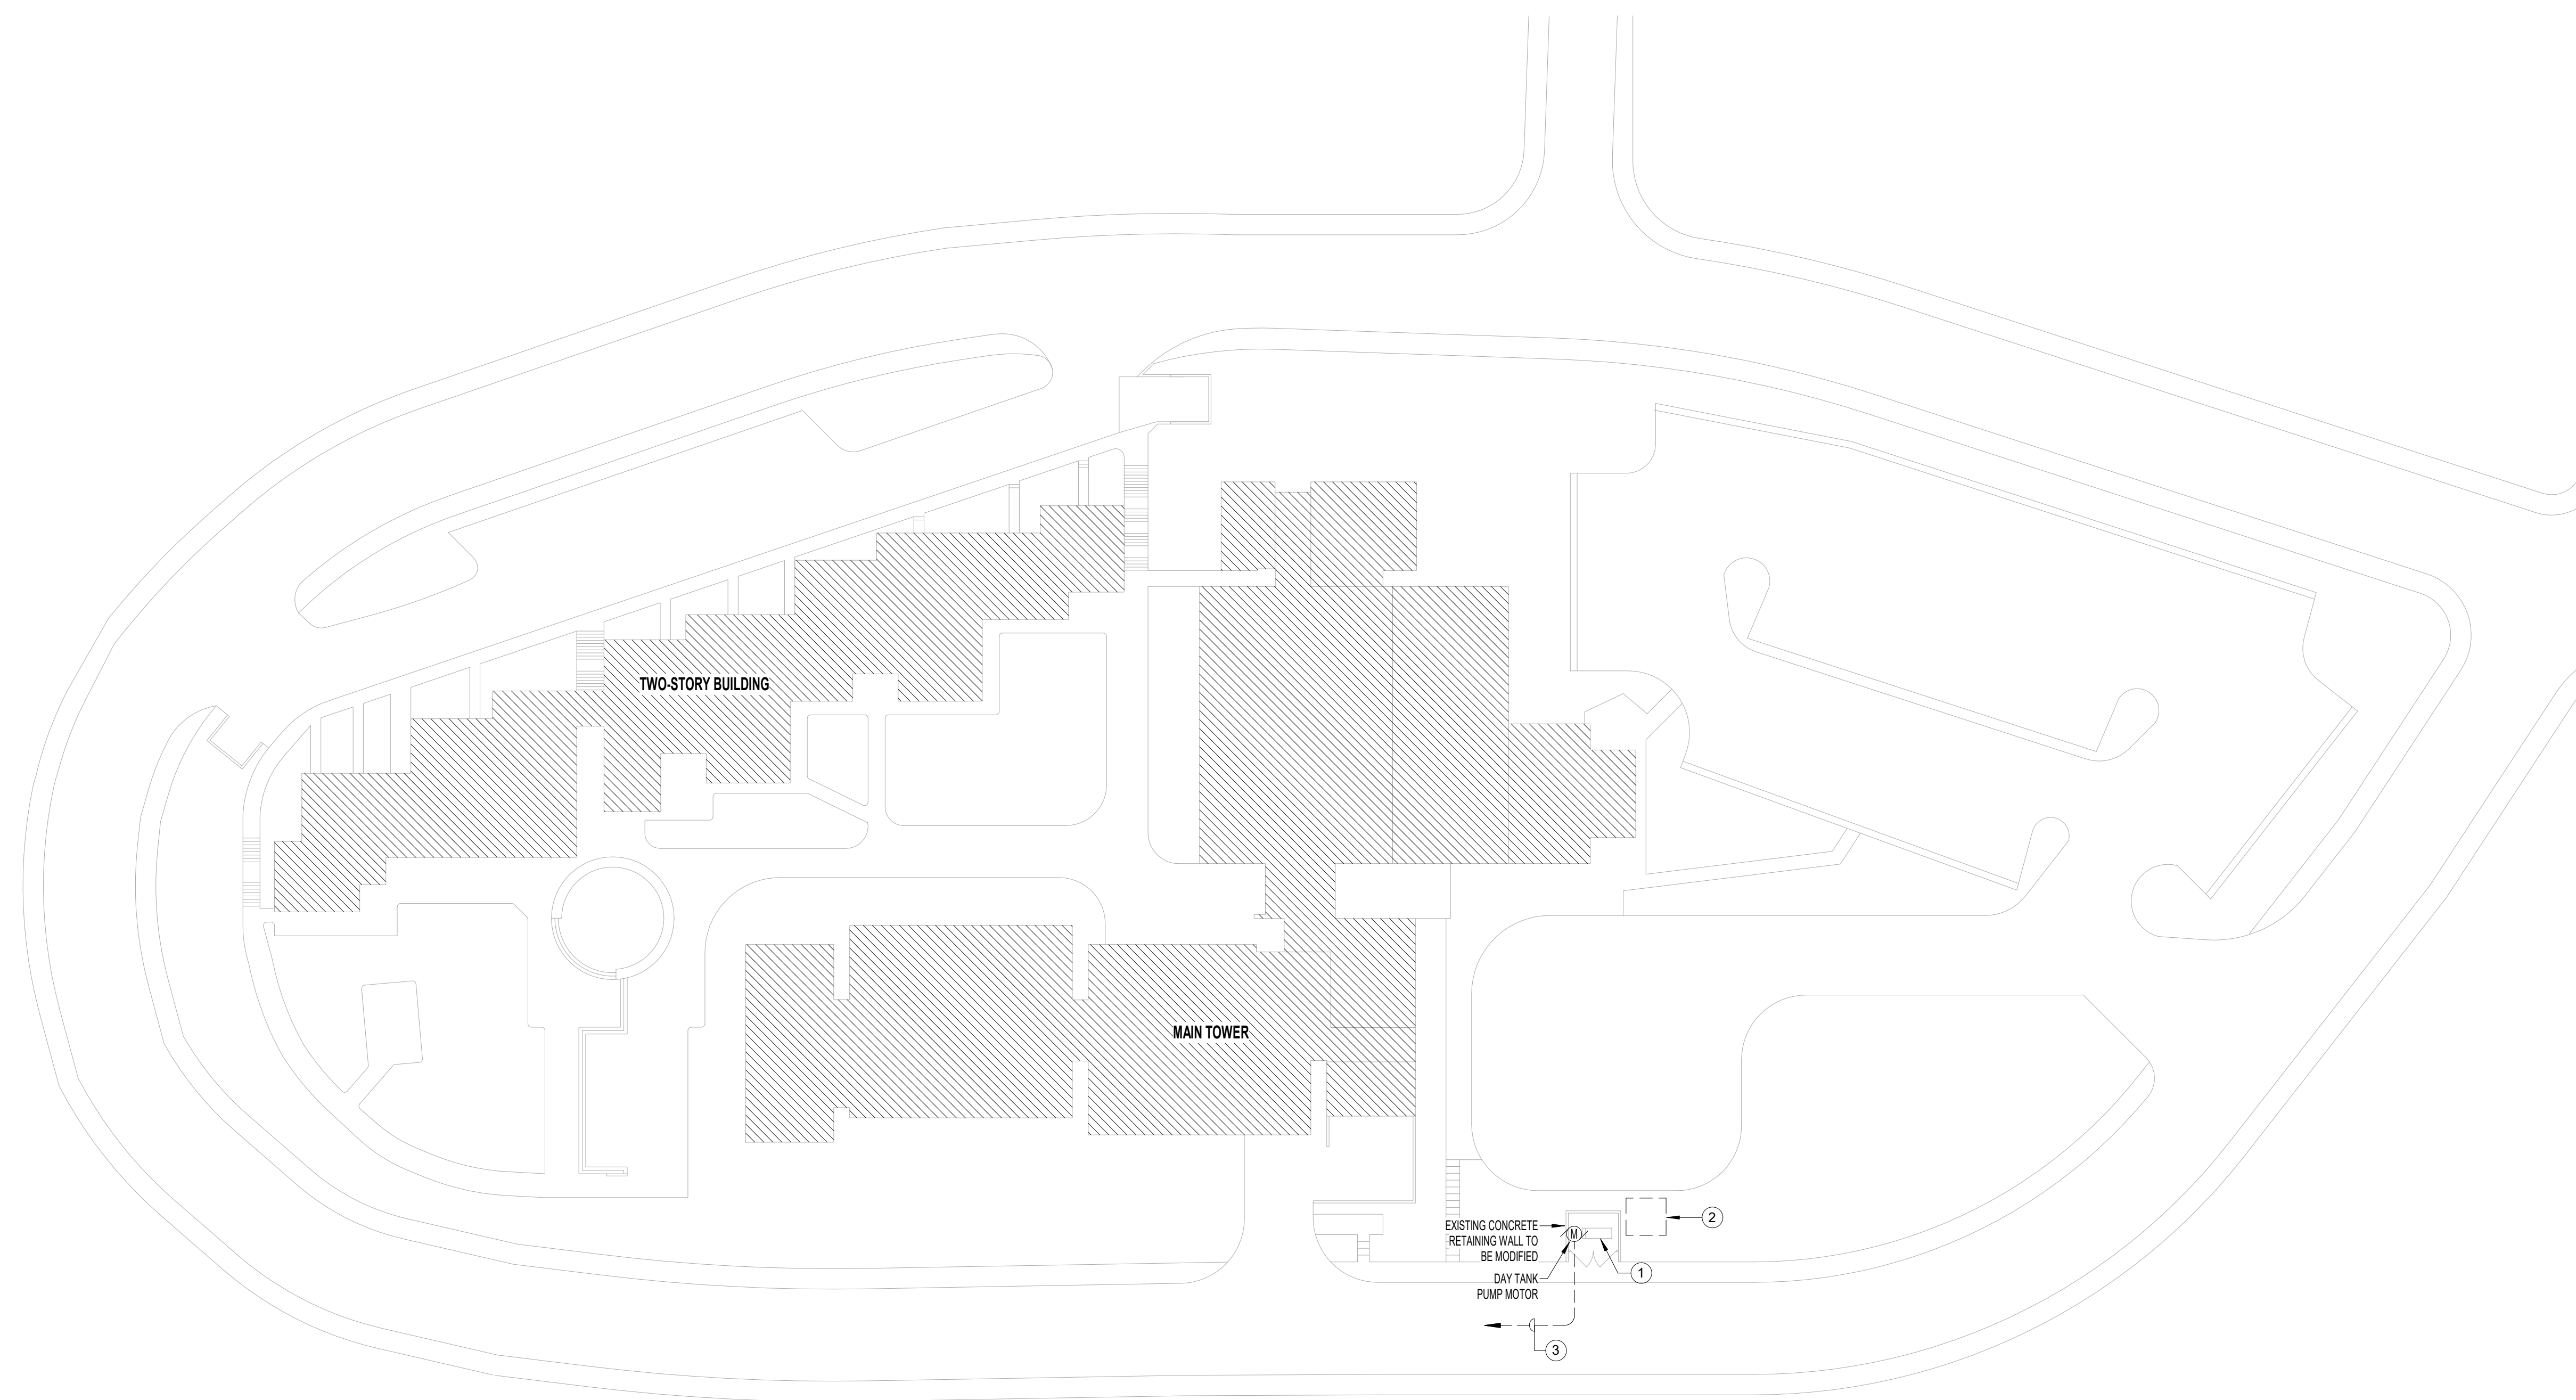 TWO-STORY BUILDING
MAIN TOWER
EXISTING CONCRETE
RETAINING WALL TO
BE MODIFIED
M
2
DAY TANK
PUMP MOTOR
1
3